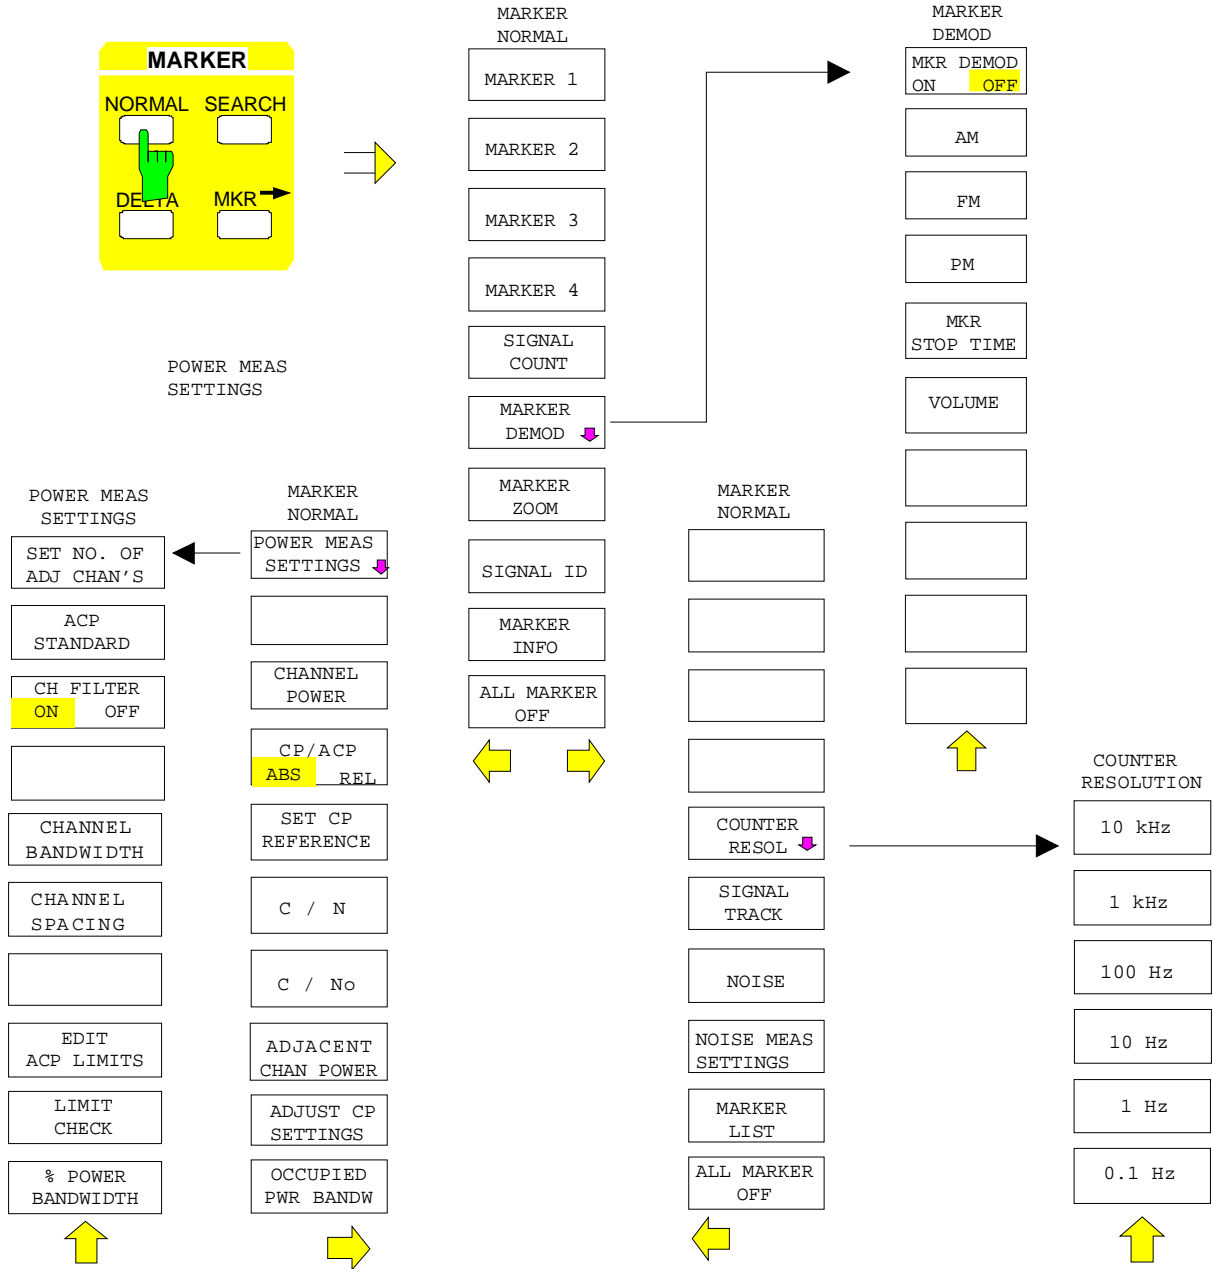 MARKER
NORMAL SEARCH
DELTA MKR
POWER MEAS
SETTINGS
MARKER
NORMAL
MARKER 1
MARKER 2
MARKER 3
MARKER 4
SIGNAL
COUNT
MARKER
DEMOD
MARKER
ZOOM
SIGNAL ID
MARKER
INFO
ALL MARKER
OFF
MARKER
DEMOD
MKR DEMOD
ON OFF
AM
FM
PM
MKR
STOP TIME
VOLUME
POWER MEAS
SETTINGS
SET NO. OF
ADJ CHAN'S
ACP
STANDARD
CH FILTER
ON OFF
CHANNEL
BANDWIDTH
CHANNEL
SPACING
EDIT
ACP LIMITS
LIMIT
CHECK
% POWER
BANDWIDTH
MARKER
NORMAL
POWER MEAS
SETTINGS
CHANNEL
POWER
CP/ACP
ABS REL
SET CP
REFERENCE
C / N
C / No
ADJACENT
CHAN POWER
ADJUST CP
SETTINGS
OCCUPIED
PWR BANDW
MARKER
NORMAL
COUNTER
RESOL
SIGNAL
TRACK
NOISE
NOISE MEAS
SETTINGS
MARKER
LIST
ALL MARKER
OFF
COUNTER
RESOLUTION
10 kHz
1 kHz
100 Hz
10 Hz
1 Hz
0.1 Hz